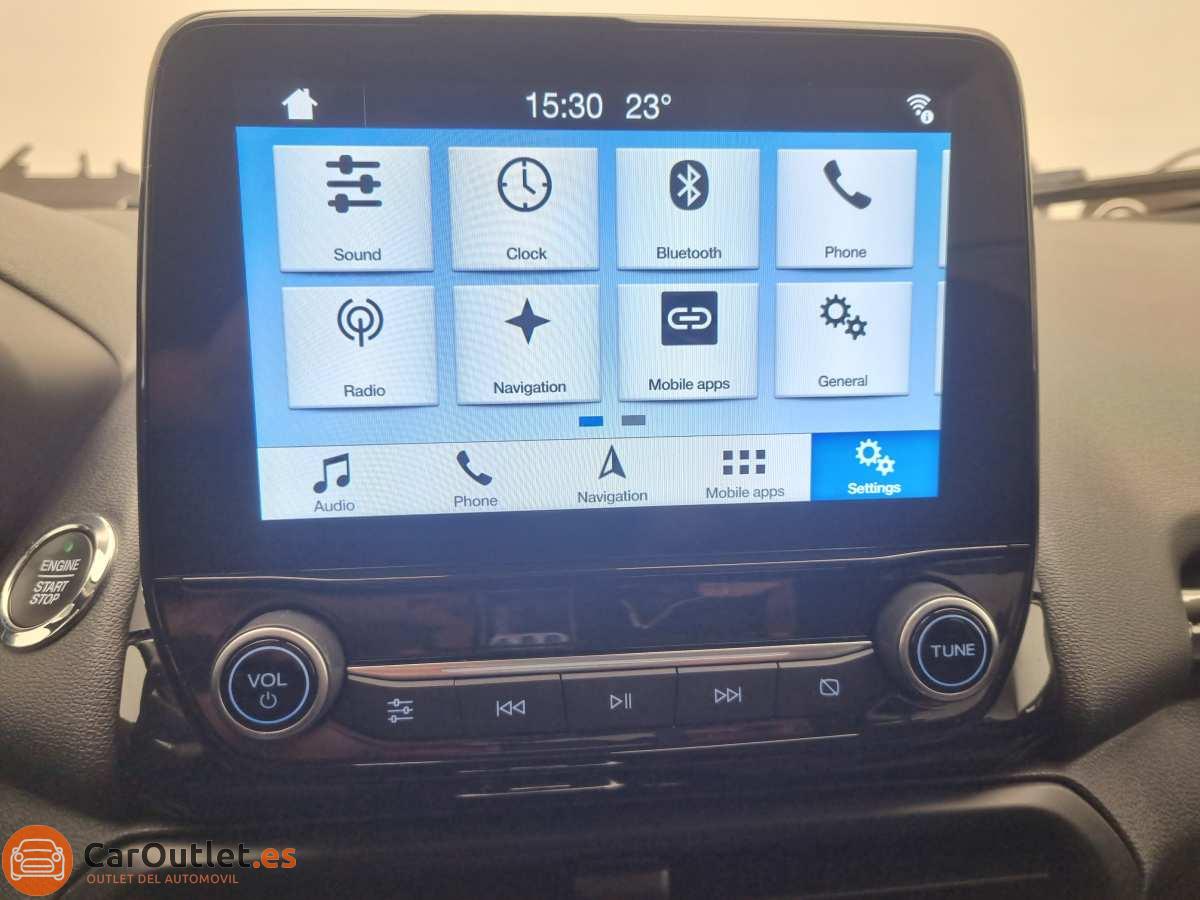 15:30 23°
Sound Clock Bluetooth Phone
Radio Navigation Mobile apps General
Audio Phone Navigation Mobile apps Settings
ENGINE
START
STOP
VOL
TUNE
CarOutlet.es
OUTLET DEL AUTOMOVIL